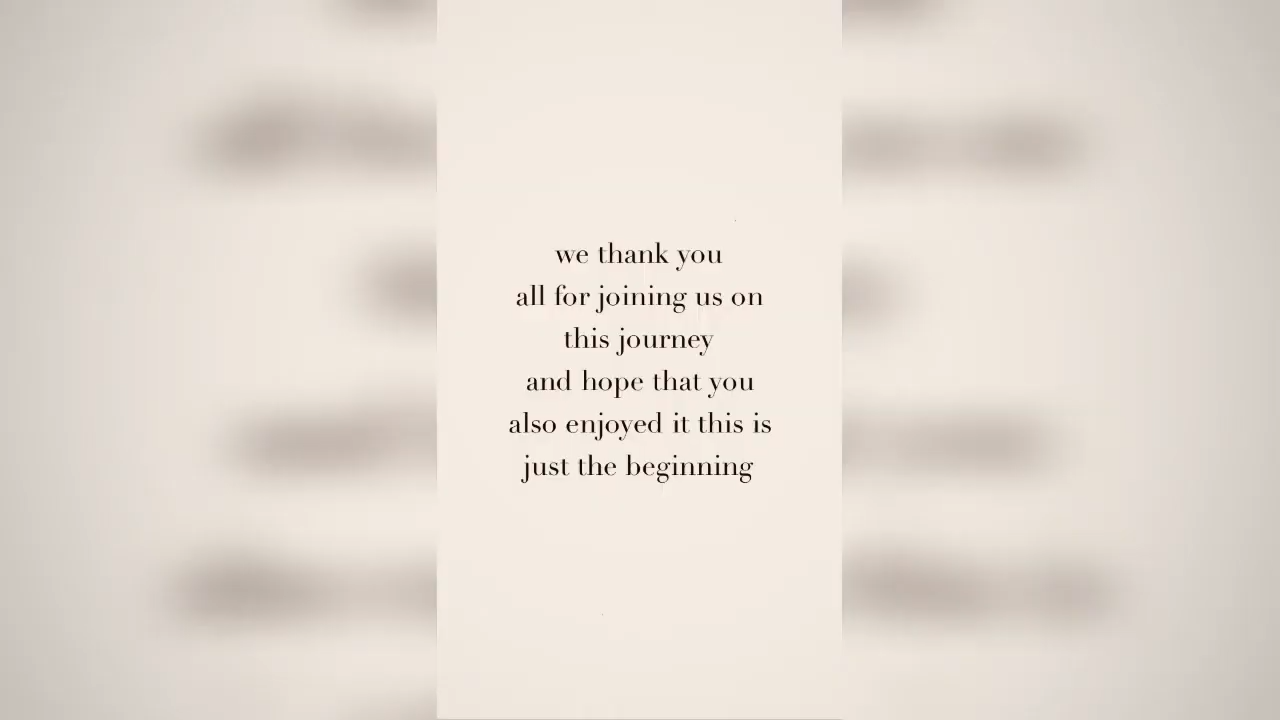 we thank you
all for joining us on
this journey
and hope that you
also enjoyed it this is
just the beginning